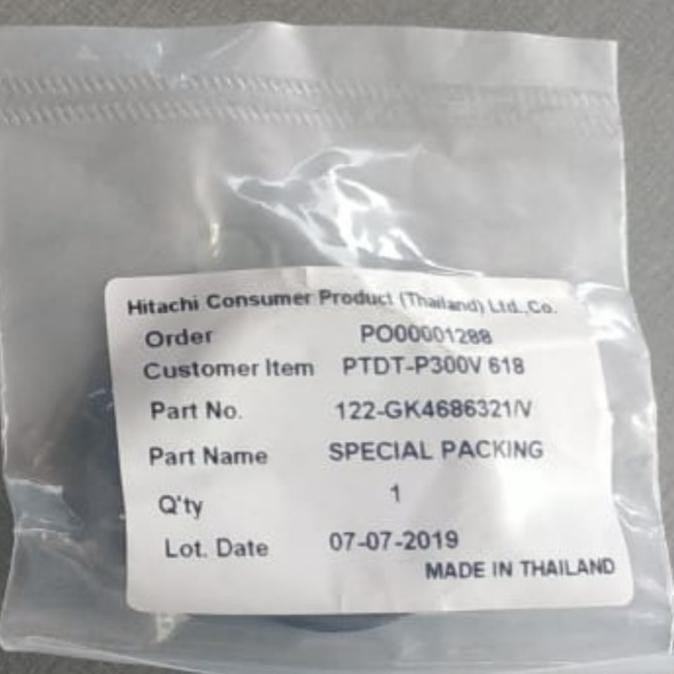 Hitachi Consumer Product (Thailand) Ltd.,Co.
Order PO00001288
Customer Item PTDT-P300V 618
Part No. 122-GK4686321/V
Part Name SPECIAL PACKING
Q'ty 1
Lot. Date 07-07-2019
MADE IN THAILAND